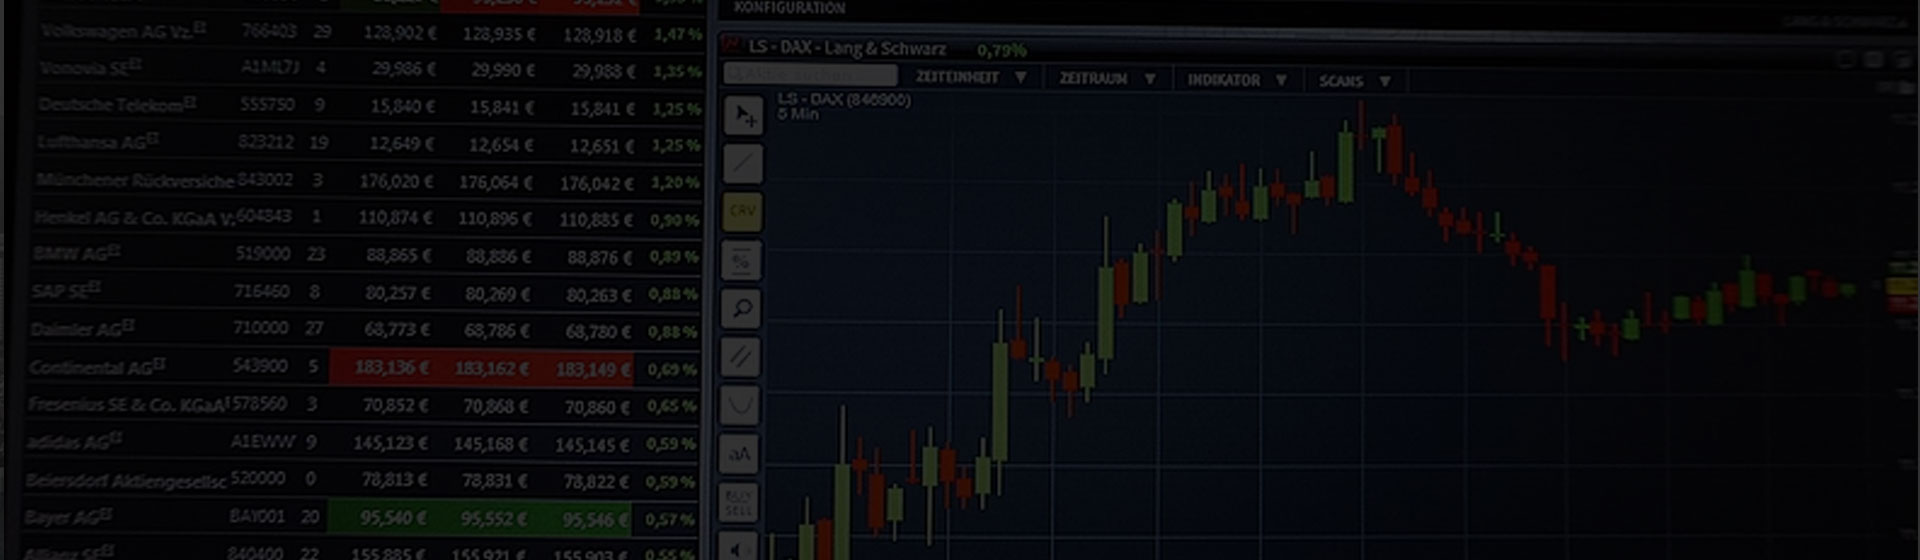 KONFIGURATION
Volkswagen AG Vz. 766403 29 128,902 € 128,935 € 128,918 € 1,47 %
Vonovia SE A1ML7J 4 29,986 € 29,990 € 29,988 € 1,35 %
Deutsche Telekom 555750 9 15,840 € 15,841 € 15,841 € 1,25 %
Lufthansa AG 823212 19 12,649 € 12,654 € 12,651 € 1,25 %
Münchener Rückversiche 843002 3 176,020 € 176,064 € 176,042 € 1,20 %
Henkel AG & Co. KGaA V. 604843 1 110,874 € 110,896 € 110,885 € 0,90 %
BMW AG 519000 23 88,865 € 88,886 € 88,876 € 0,89 %
SAP SE 716460 8 80,257 € 80,269 € 80,263 € 0,88 %
Daimler AG 710000 27 68,773 € 68,786 € 68,780 € 0,88 %
Continental AG 543900 5 183,136 € 183,162 € 183,149 € 0,69 %
Fresenius SE & Co. KGaA 578560 3 70,852 € 70,868 € 70,860 € 0,65 %
adidas AG A1EWW 9 145,123 € 145,168 € 145,145 € 0,59 %
Beiersdorf Aktiengesellsc 520000 0 78,813 € 78,831 € 78,822 € 0,59 %
Bayer AG BAY001 20 95,540 € 95,552 € 95,546 € 0,57 %
Allianz SE 840400 22 155,885 € 155,921 € 155,903 € 0,55 %
LS - DAX - Lang & Schwarz 0,79%
ZEITEINHEIT ZEITRAUM INDIKATOR SCANS
LS - DAX (846900)
5 Min
CRV
%
aA
BUY
SELL